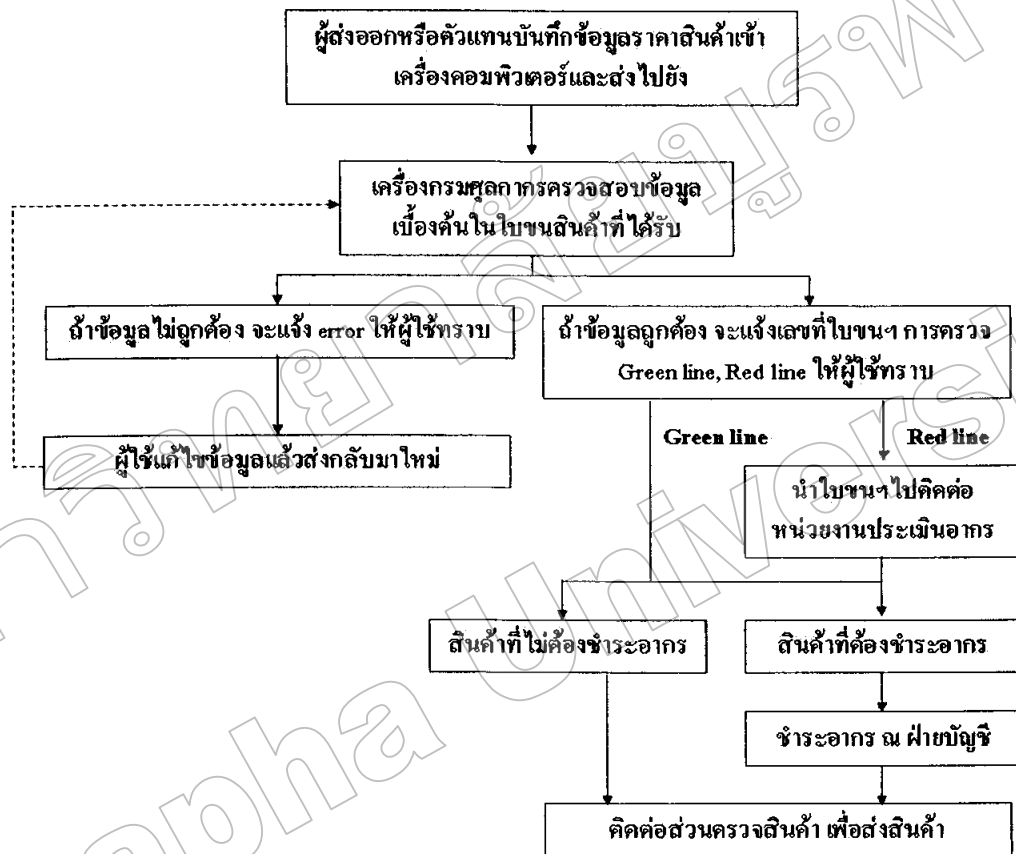 ผู้ส่งออกหรือตัวแทนบันทึกข้อมูลราคาสินค้าเข้า
เครื่องคอมพิวเตอร์และส่งไปยัง
เครื่องกรมศุลกากรตรวจสอบข้อมูล
เบื้องต้นในใบขนสินค้าที่ได้รับ
ถ้าข้อมูลไม่ถูกต้อง จะแจ้ง error ให้ผู้ใช้ทราบ
ถ้าข้อมูลถูกต้อง จะแจ้งเลขที่ใบขนฯ การตรวจ
Green line, Red line ให้ผู้ใช้ทราบ
ผู้ใช้แก้ไขข้อมูลแล้วส่งกลับมาใหม่
Green line
Red line
นำใบขนฯ ไปติดต่อ
หน่วยงานประเมินอากร
สินค้าที่ไม่ต้องชำระอากร
สินค้าที่ต้องชำระอากร
ชำระอากร ณ ฝ่ายบัญชี
ติดต่อส่วนตรวจสินค้า เพื่อส่งสินค้า